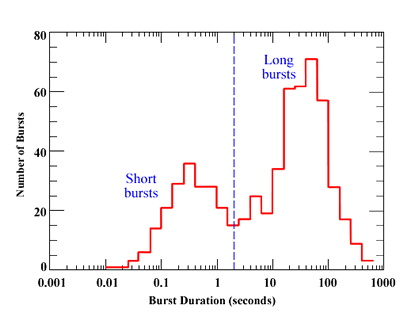 80
60
40
20
0
Number of Bursts
Short
bursts
Long
bursts
0.001 0.01 0.1 1 10 100 1000
Burst Duration (seconds)